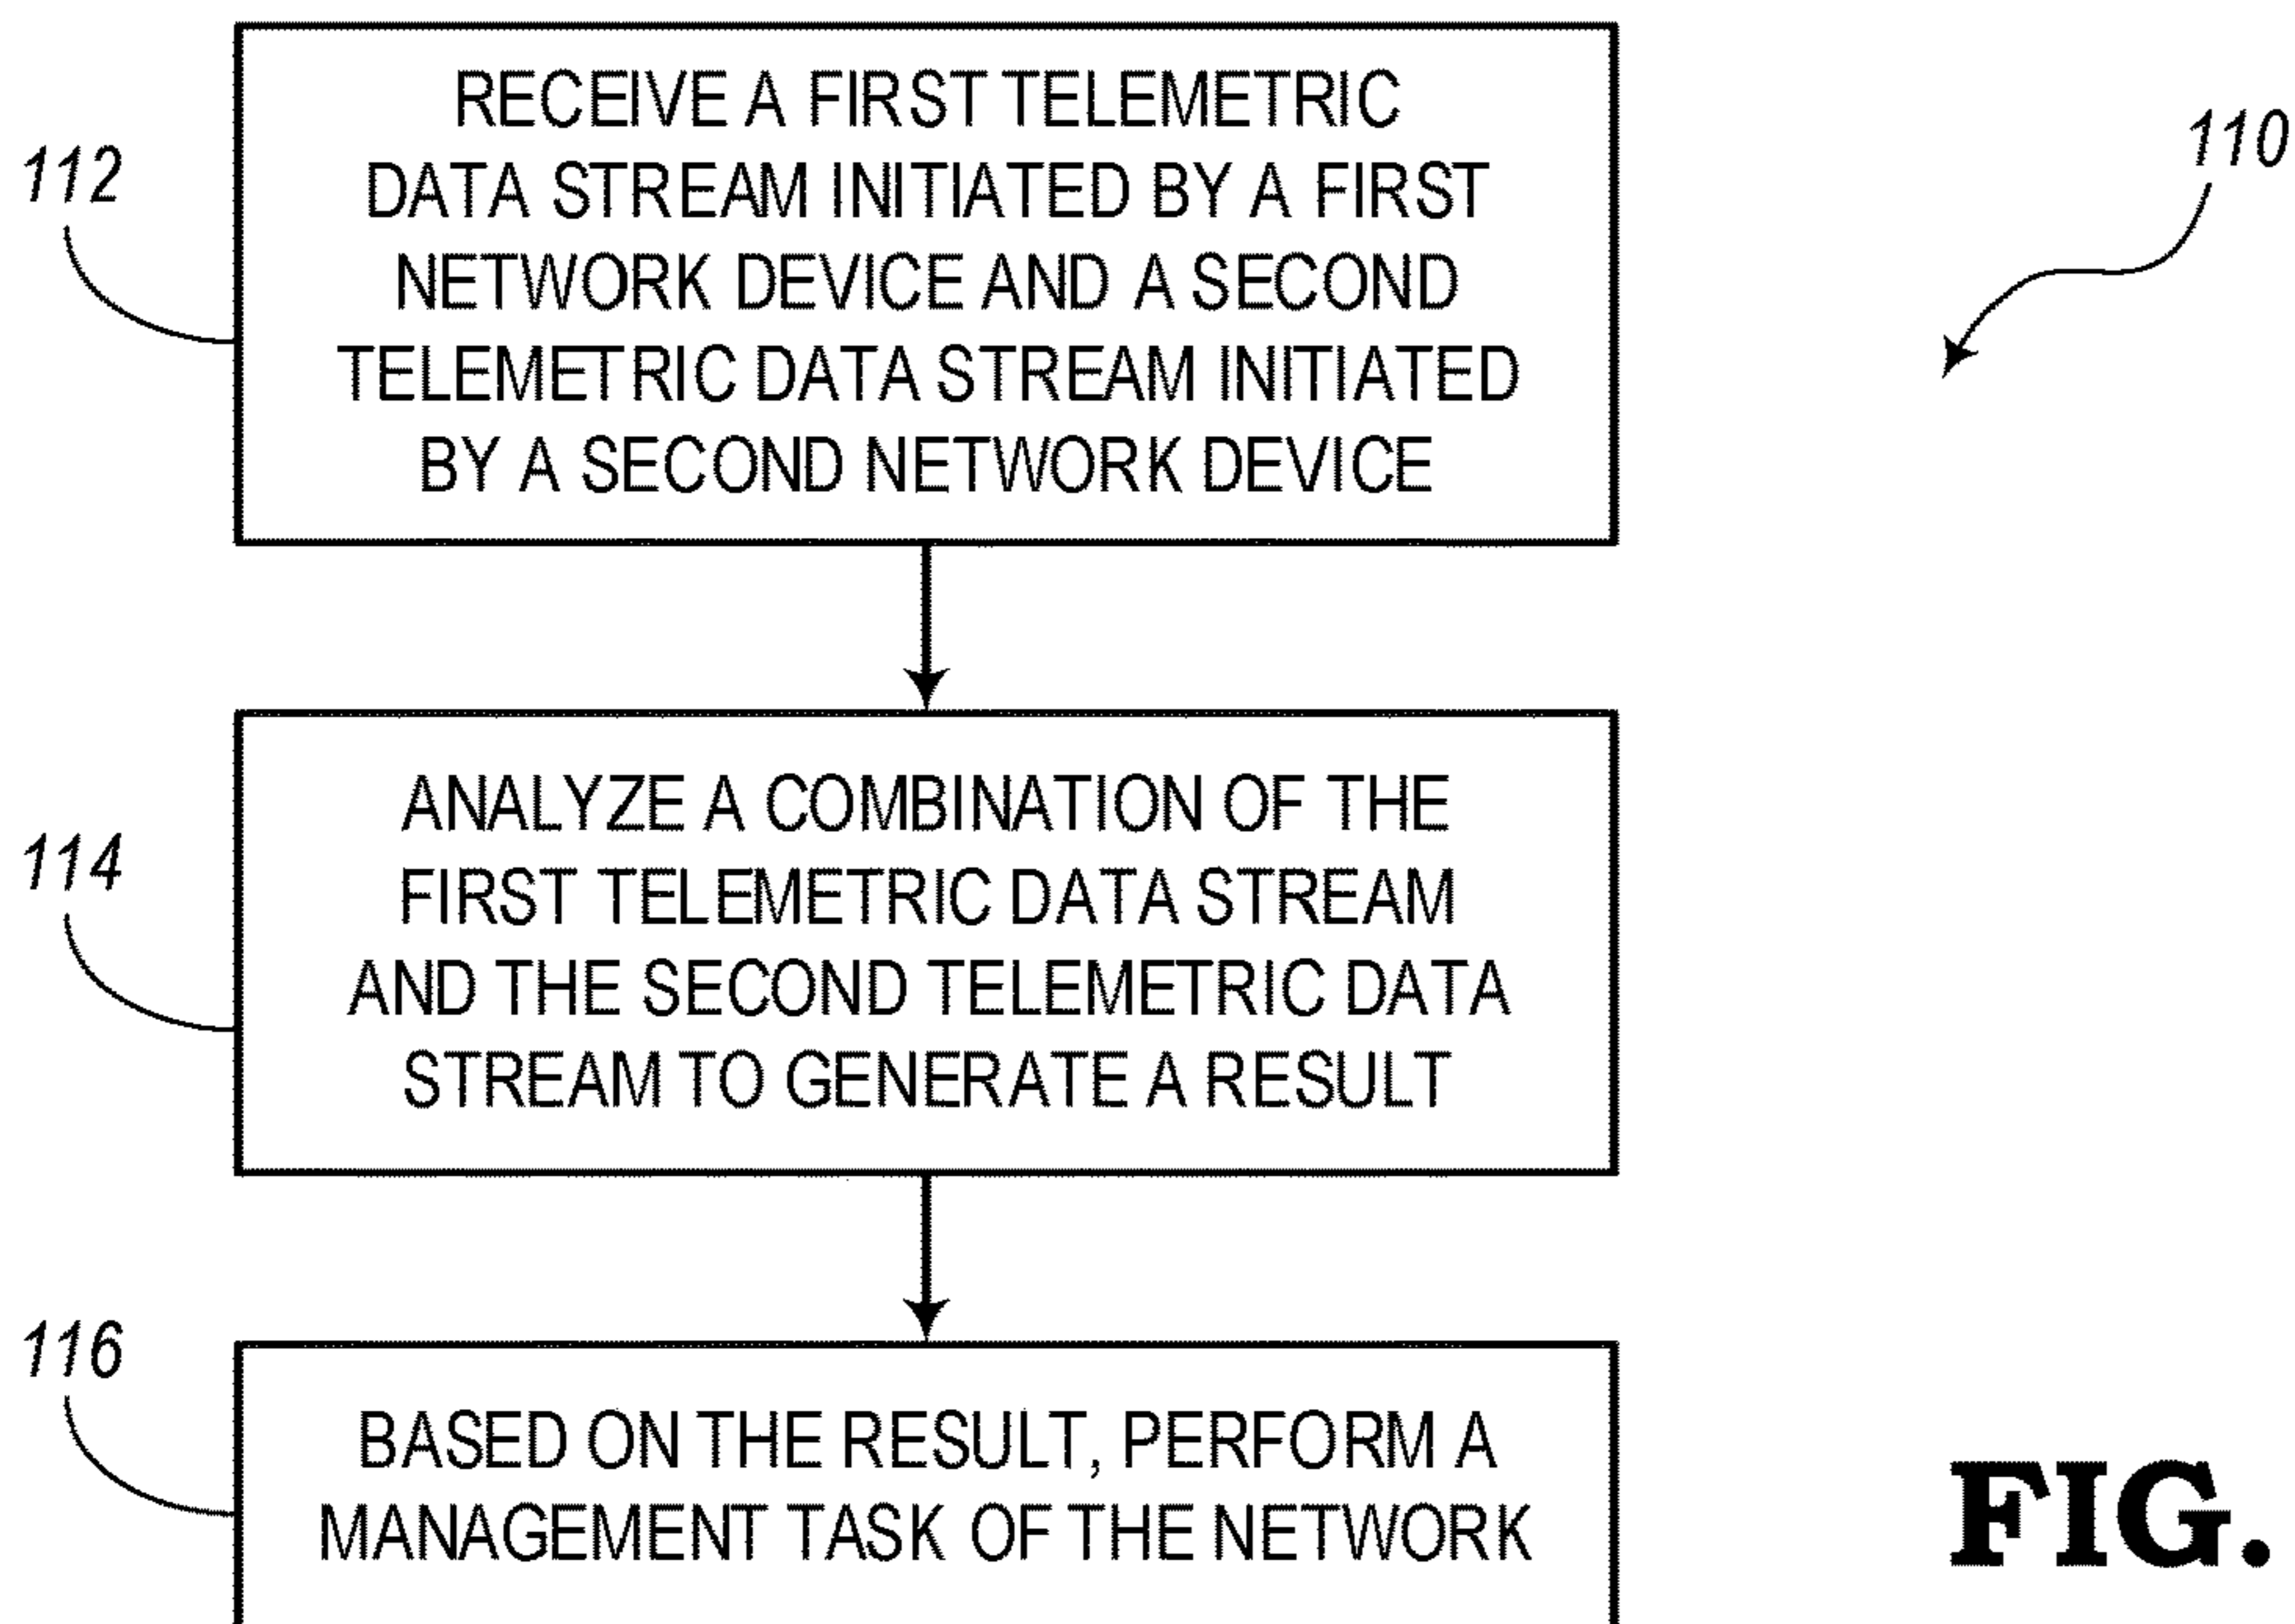 RECEIVE A FIRST TELEMETRIC
DATA STREAM INITIATED BY A FIRST
NETWORK DEVICE AND A SECOND
TELEMETRIC DATA STREAM INITIATED
BY A SECOND NETWORK DEVICE
112
110
ANALYZE A COMBINATION OF THE
FIRST TELEMETRIC DATA STREAM
AND THE SECOND TELEMETRIC DATA
STREAM TO GENERATE A RESULT
114
116
BASED ON THE RESULT, PERFORM A
MANAGEMENT TASK OF THE NETWORK
FIG.